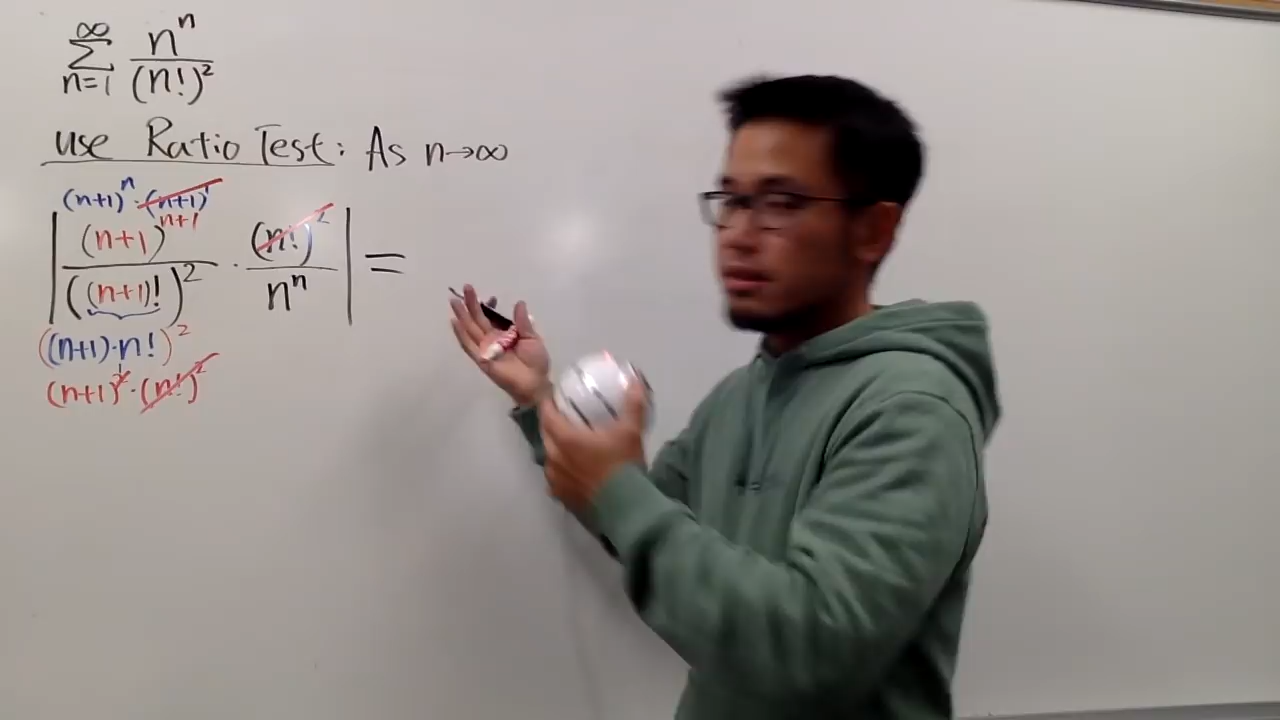 ∞
Σ n^n / (n!)^2
n=1
Use Ratio Test: As n→∞
(n+1)^n · (n+1)^1
| (n+1)^(n+1) / ((n+1)!)^2 · (n!)^2 / n^n | =
((n+1)·n!)^2
(n+1)^2 1 · (n!)^2